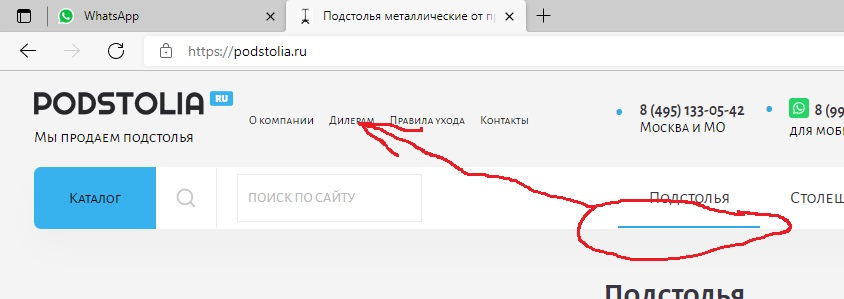 WhatsApp
Подстолья металлические от пр
https://podstolia.ru
PODSTOLIA RU
Мы продаем подстолья
О компании Дилерам Правила ухода Контакты
8 (495) 133-05-42
Москва и МО
8 (99
для моби
Каталог
ПОИСК ПО САЙТУ
Подстолья
Столеш
Подстолья